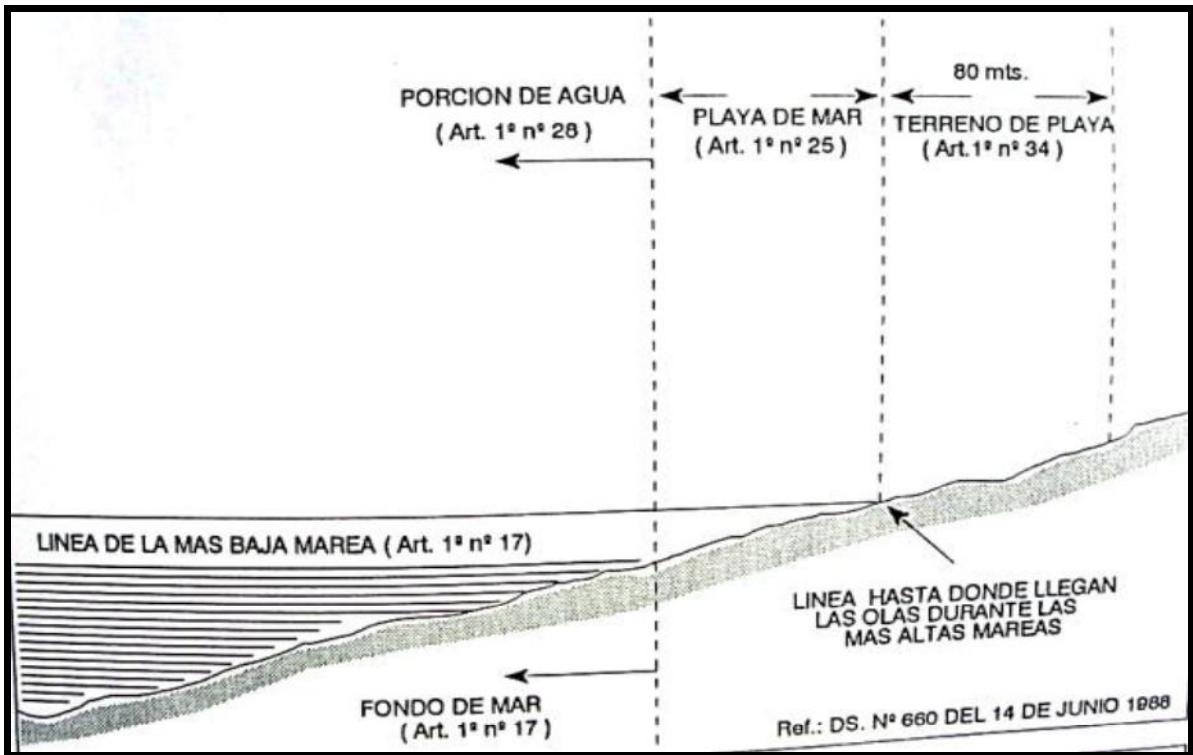 80 mts.
PORCION DE AGUA
( Art. 1º nº 28 )
PLAYA DE MAR
( Art. 1º nº 25 )
TERRENO DE PLAYA
( Art.1º nº 34 )
LINEA DE LA MAS BAJA MAREA ( Art. 1º nº 17)
LINEA HASTA DONDE LLEGAN
LAS OLAS DURANTE LAS
MAS ALTAS MAREAS
FONDO DE MAR
( Art. 1º nº 17 )
Ref.: DS. Nº 660 DEL 14 DE JUNIO 1988